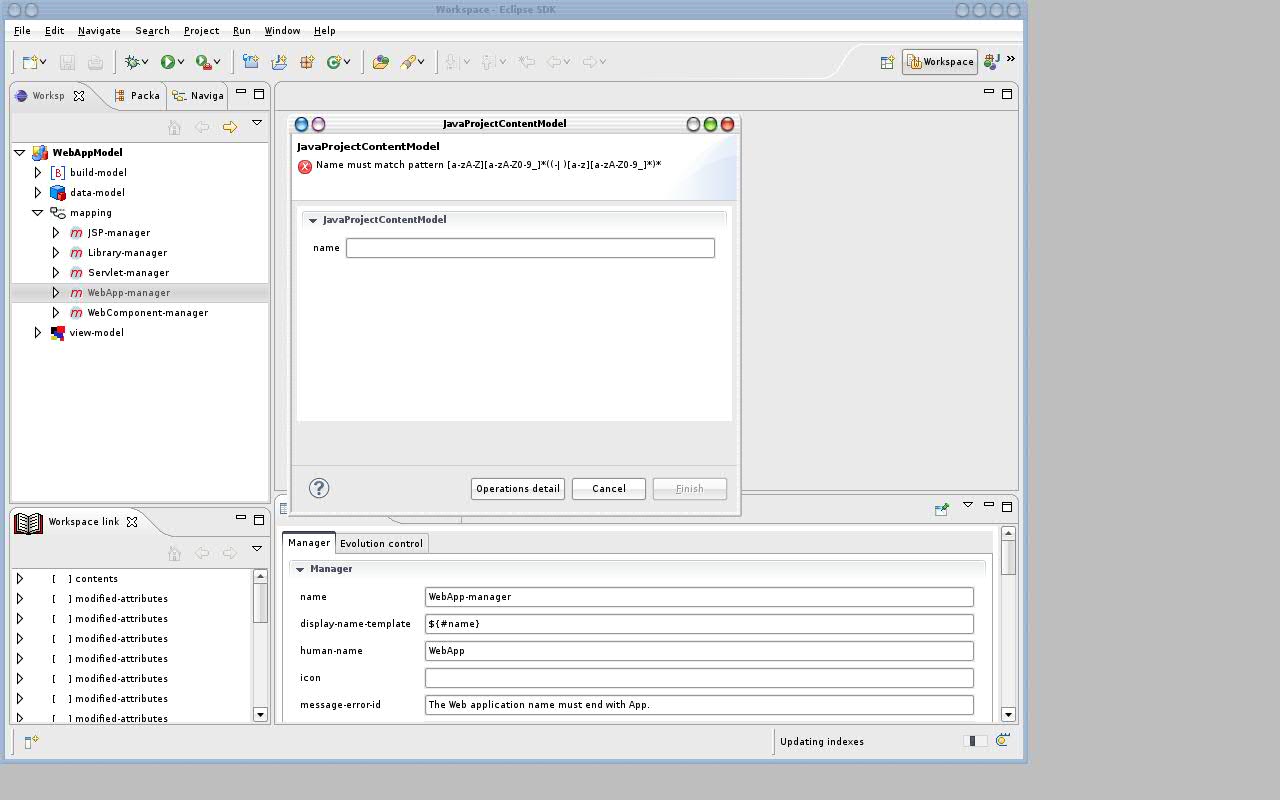 Workspace - Eclipse SDK
File Edit Navigate Search Project Run Window Help
Workspace J »
Worksp Packa Naviga
WebAppModel
[B] build-model
data-model
mapping
m JSP-manager
m Library-manager
m Servlet-manager
m WebApp-manager
m WebComponent-manager
view-model
JavaProjectContentModel
JavaProjectContentModel
Name must match pattern [a-zA-Z][a-zA-Z0-9_]*((-| )[a-z][a-zA-Z0-9_]*)*
JavaProjectContentModel
name
? Operations detail Cancel Finish
Workspace link
[ ] contents
[ ] modified-attributes
[ ] modified-attributes
[ ] modified-attributes
[ ] modified-attributes
[ ] modified-attributes
[ ] modified-attributes
[ ] modified-attributes
Manager Evolution control
Manager
name WebApp-manager
display-name-template ${#name}
human-name WebApp
icon
message-error-id The Web application name must end with App.
Updating indexes